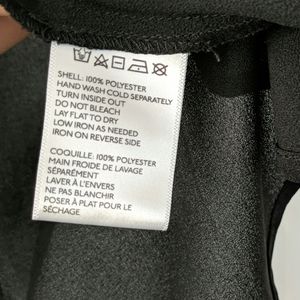 SHELL: 100% POLYESTER
HAND WASH COLD SEPARATELY
TURN INSIDE OUT
DO NOT BLEACH
LAY FLAT TO DRY
LOW IRON AS NEEDED
IRON ON REVERSE SIDE
COQUILLE: 100% POLYESTER
MAIN FROIDE DE LAVAGE
SÉPARÉMENT
LAVER À L'ENVERS
NE PAS BLANCHIR
POSER À PLAT POUR LE
SÉCHAGE